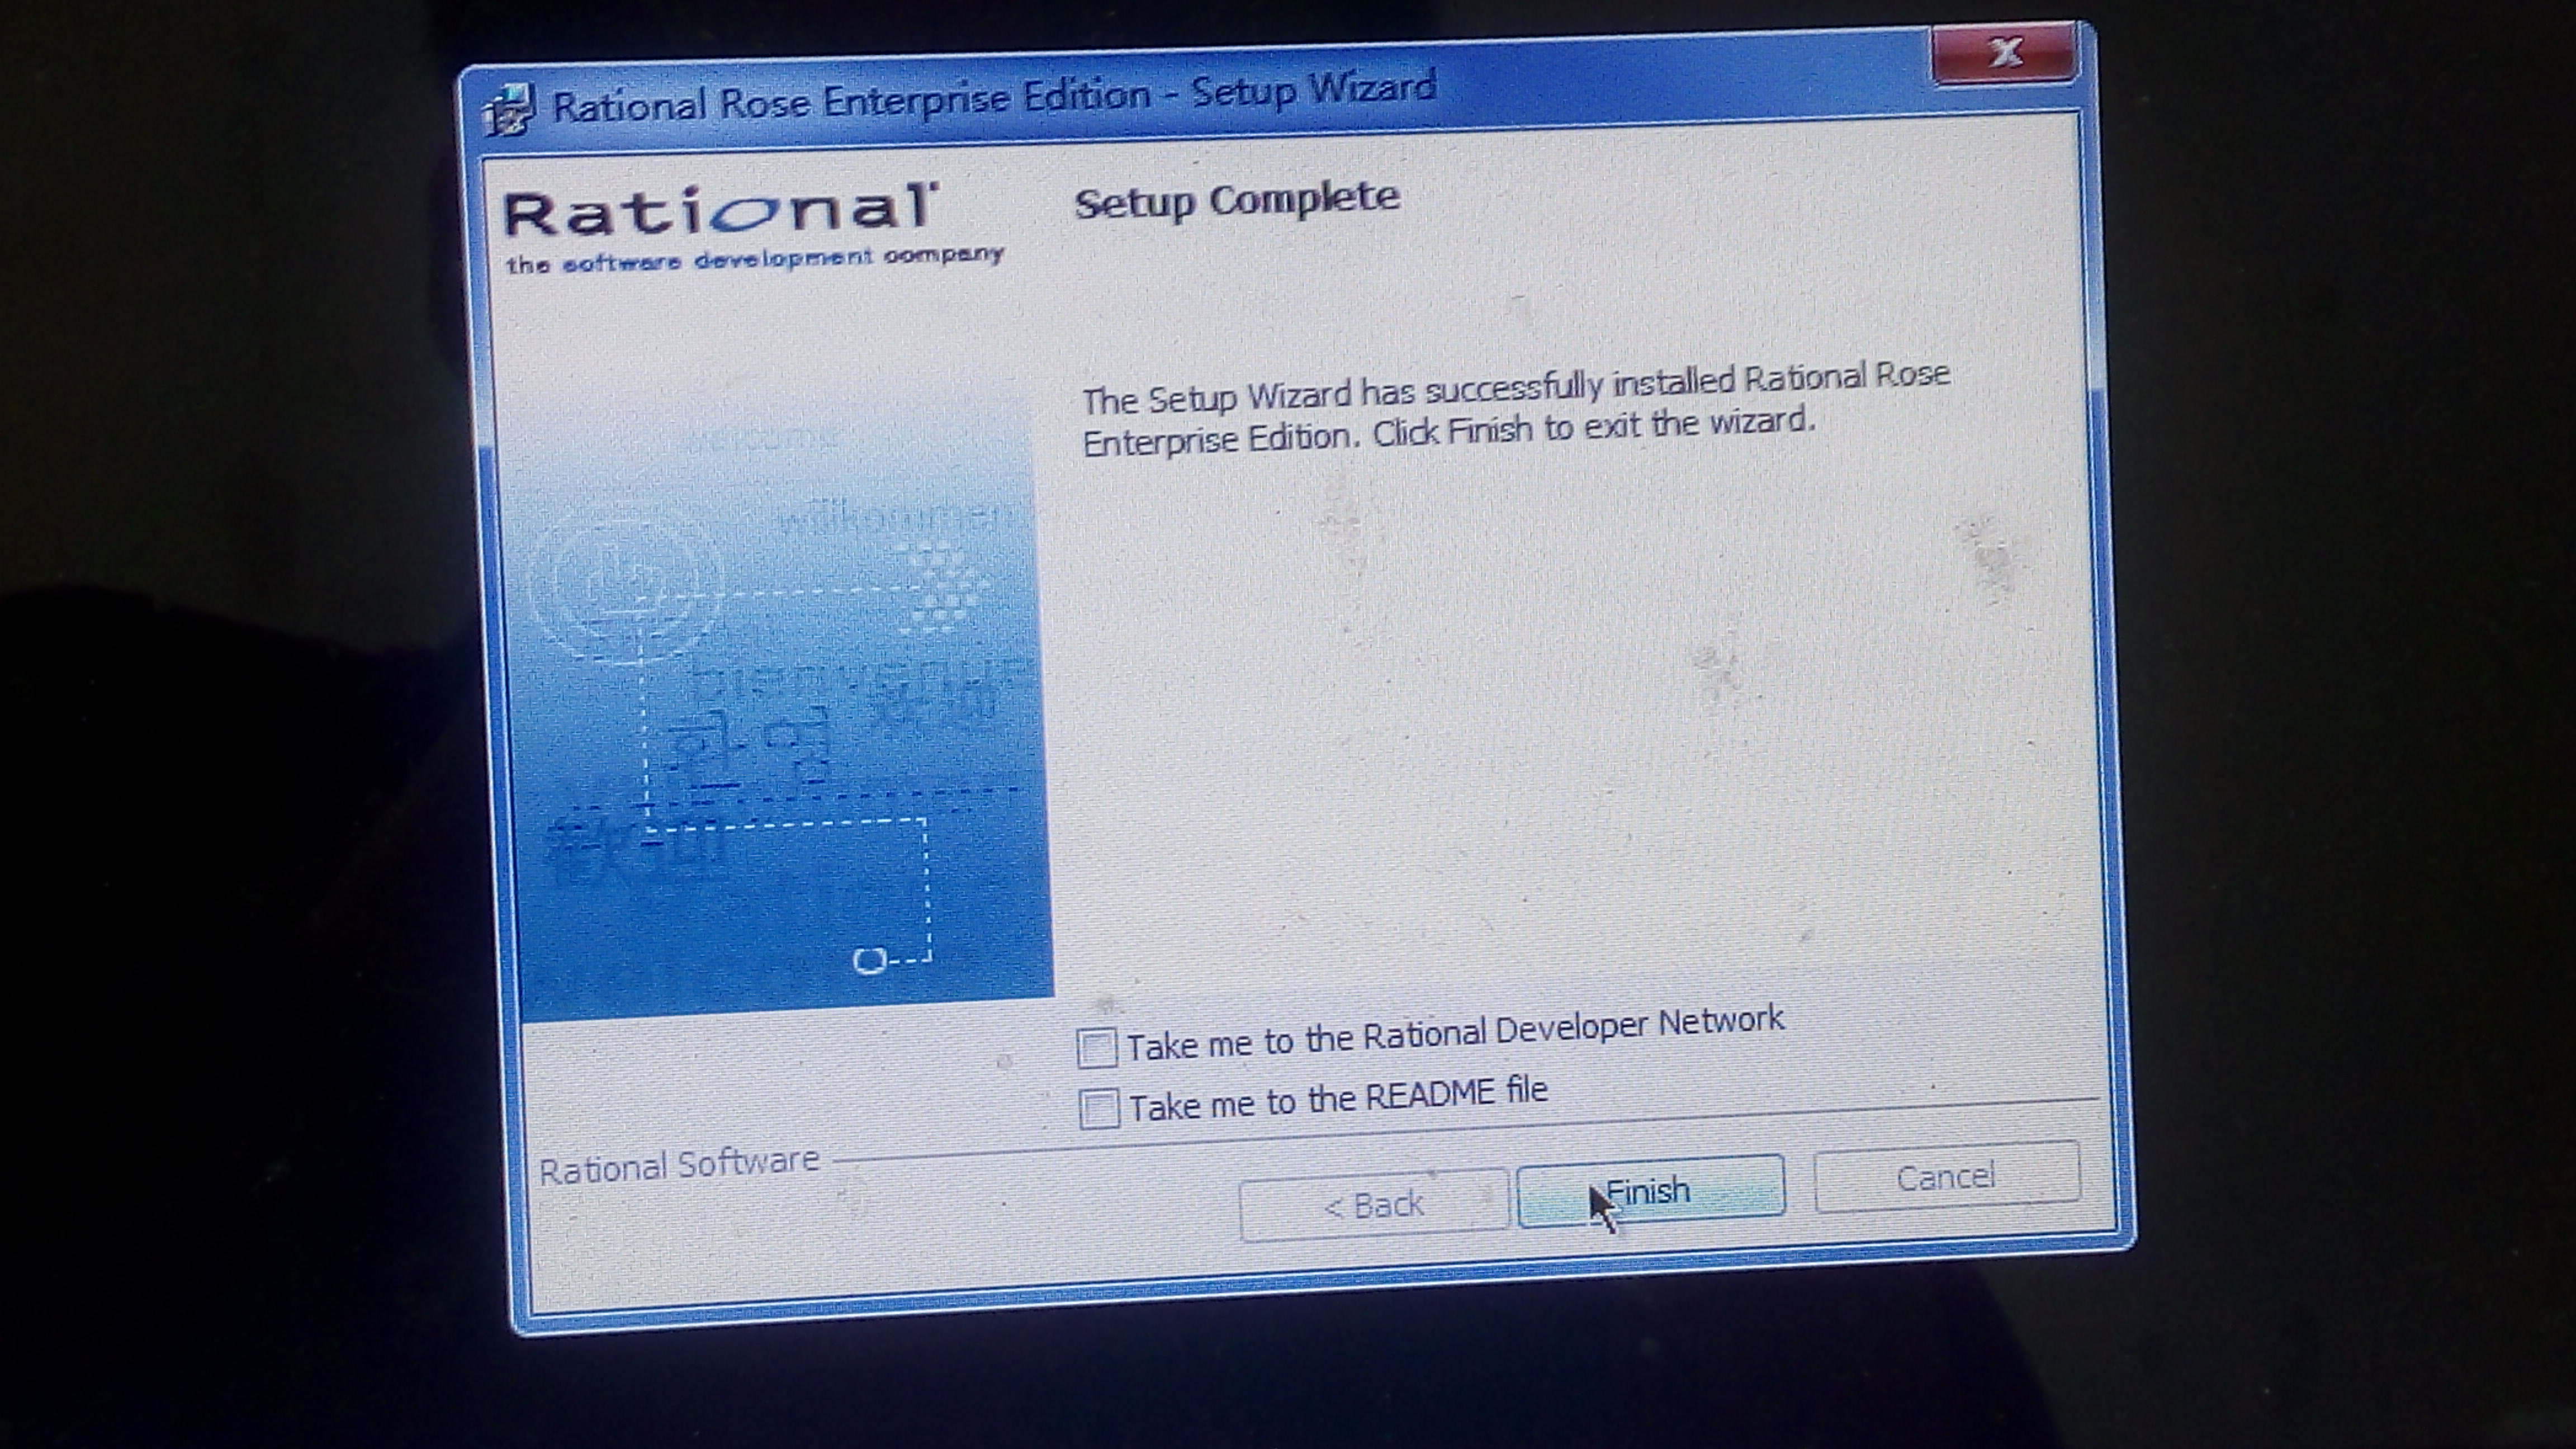 Rational Rose Enterprise Edition - Setup Wizard
Rational
the software development company
Setup Complete
The Setup Wizard has successfully installed Rational Rose
Enterprise Edition. Click Finish to exit the wizard.
welcome
willkommen
bienvenue
欢迎
환영
歓迎
Take me to the Rational Developer Network
Take me to the README file
Rational Software
< Back
Finish
Cancel